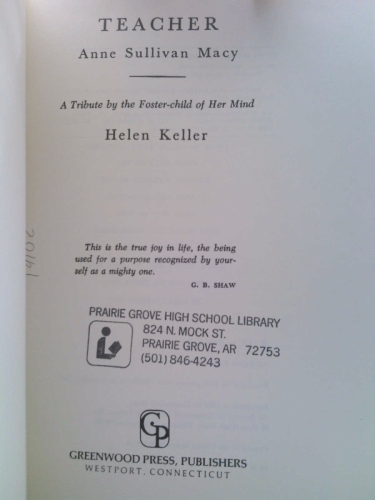 TEACHER
Anne Sullivan Macy
A Tribute by the Foster-child of Her Mind
Helen Keller
This is the true joy in life, the being
used for a purpose recognized by your-
self as a mighty one.
G. B. SHAW
PRAIRIE GROVE HIGH SCHOOL LIBRARY
824 N. MOCK ST.
PRAIRIE GROVE, AR 72753
(501) 846-4243
GP
GREENWOOD PRESS, PUBLISHERS
WESTPORT, CONNECTICUT